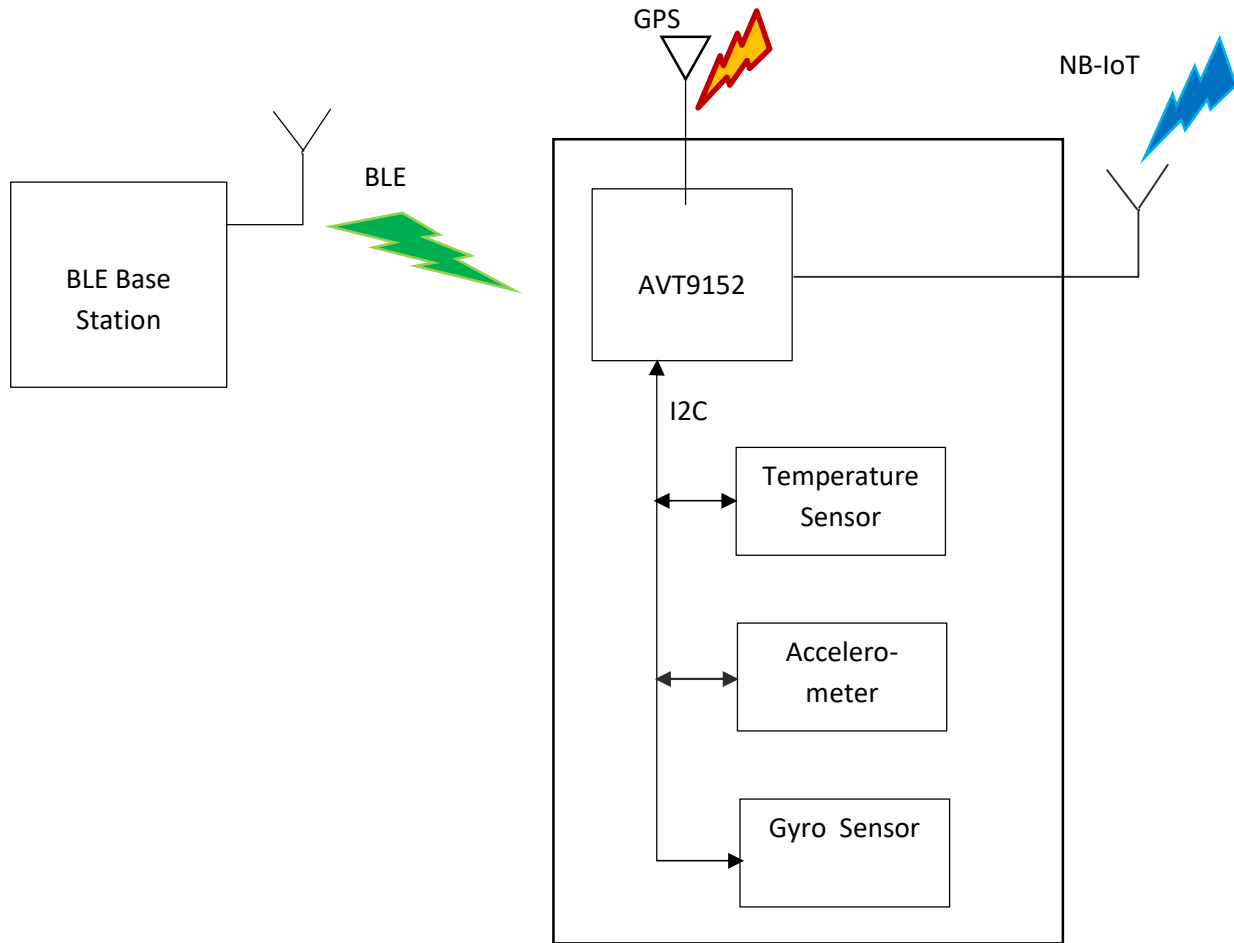 GPS
NB-IoT
BLE
BLE Base
Station
AVT9152
I2C
Temperature
Sensor
Accelero-
meter
Gyro Sensor